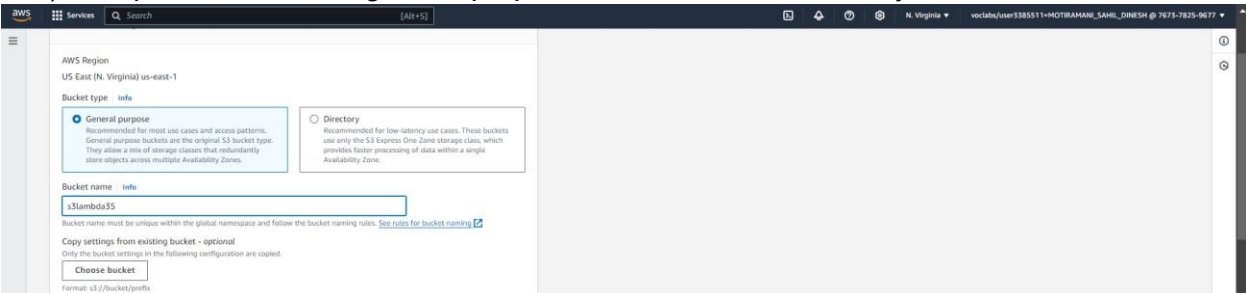 aws Services Search [Alt+S] N. Virginia ▼ voclabs/user3385511=MOTIRAMANI_SAHIL_DINESH @ 7673-7825-9677 ▼
AWS Region
US East (N. Virginia) us-east-1
Bucket type Info
General purpose
Recommended for most use cases and access patterns.
General purpose buckets are the original S3 bucket type.
They allow a mix of storage classes that redundantly
store objects across multiple Availability Zones.
Directory
Recommended for low-latency use cases. These buckets
use only the S3 Express One Zone storage class, which
provides faster processing of data within a single
Availability Zone.
Bucket name Info
s3lambda35
Bucket name must be unique within the global namespace and follow the bucket naming rules. See rules for bucket naming
Copy settings from existing bucket - optional
Only the bucket settings in the following configuration are copied.
Choose bucket
Format: s3://bucket/prefix